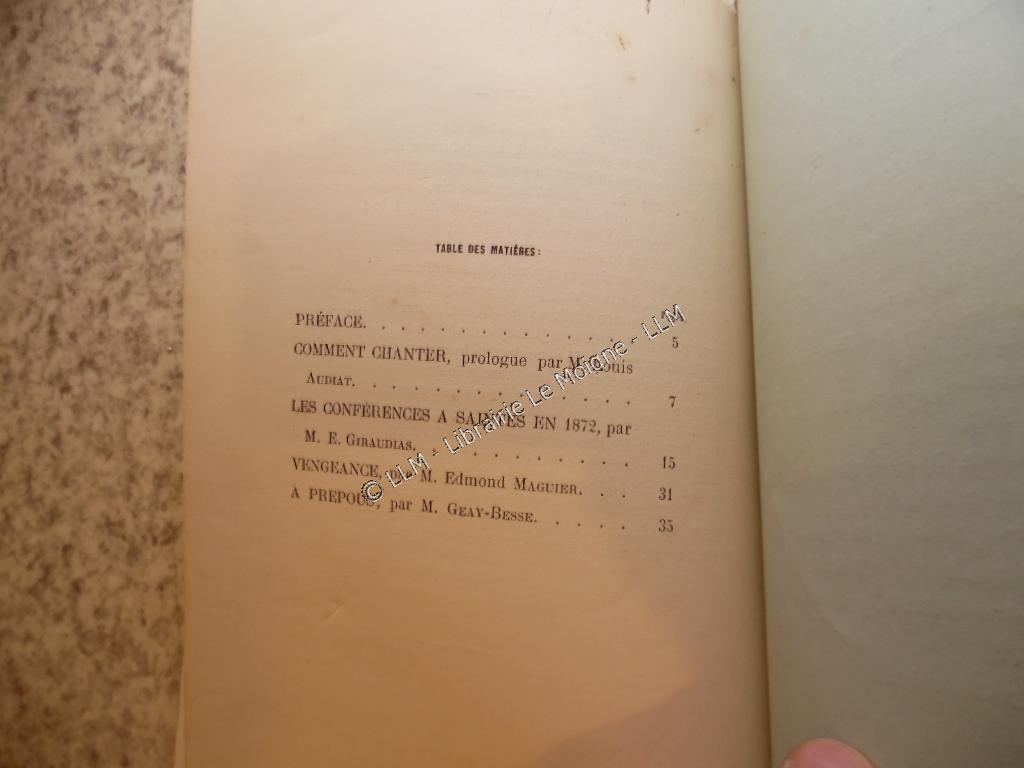 TABLE DES MATIÈRES:
PRÉFACE. . . . . . . . . . . . . . . 5
COMMENT CHANTER, prologue par M. Louis
AUDIAT. . . . . . . . . . . . . . 7
LES CONFÉRENCES A SAINTES EN 1872, par
M. E. GIRAUDIAS. . . . . . . . . . 15
VENGEANCE, par M. Edmond MAGUIER. . . 31
A PREPOUS, par M. GEAY-BESSE. . . . . 35
© LLM - Librairie Le Moigne - LLM